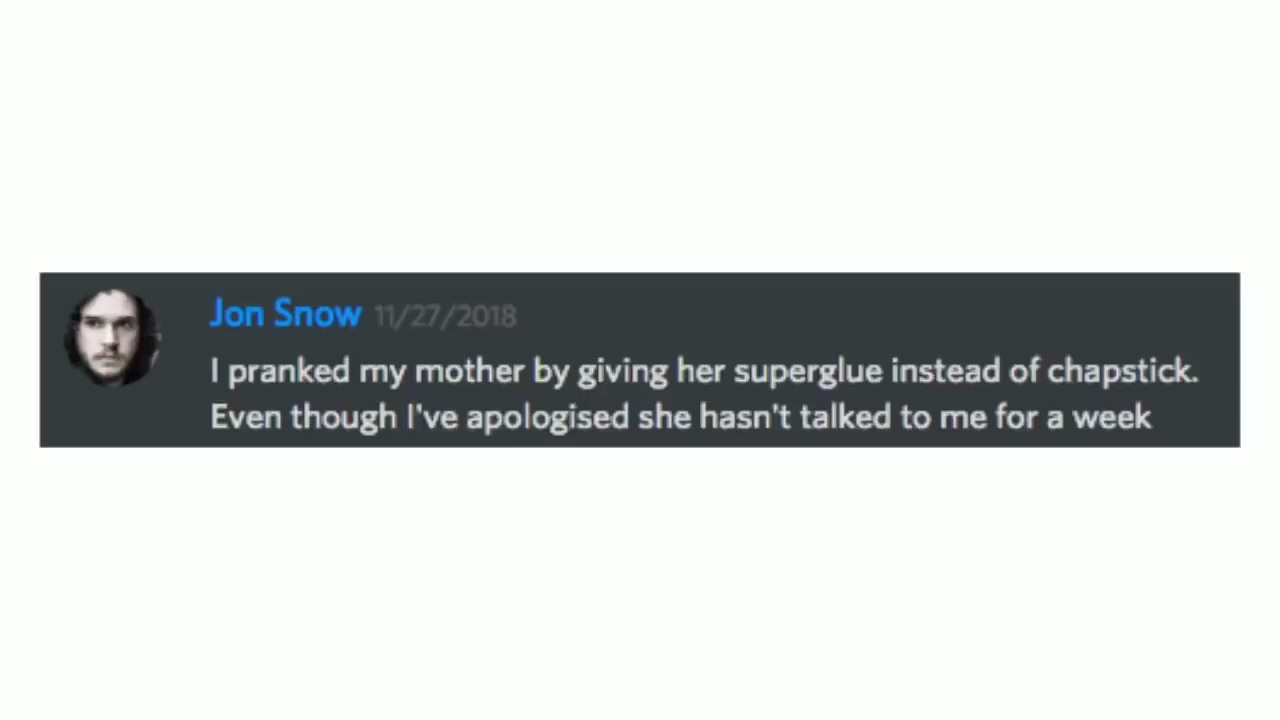 Jon Snow 11/27/2018
I pranked my mother by giving her superglue instead of chapstick.
Even though I've apologised she hasn't talked to me for a week